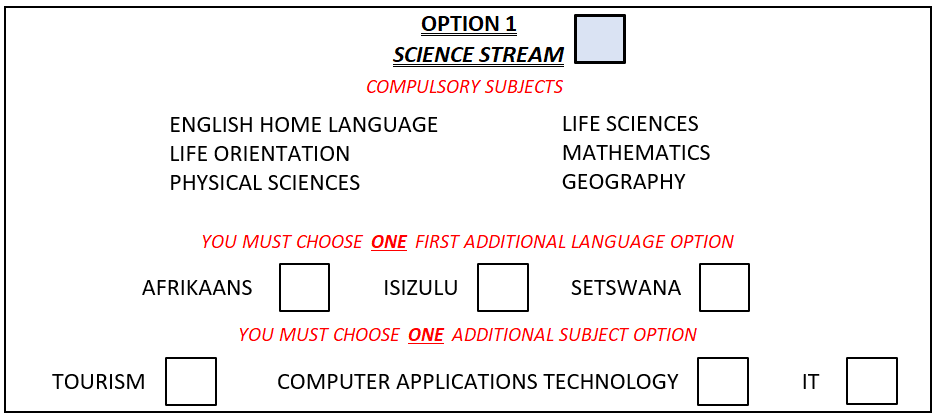 OPTION 1
SCIENCE STREAM
COMPULSORY SUBJECTS
ENGLISH HOME LANGUAGE
LIFE ORIENTATION
PHYSICAL SCIENCES
LIFE SCIENCES
MATHEMATICS
GEOGRAPHY
YOU MUST CHOOSE ONE FIRST ADDITIONAL LANGUAGE OPTION
AFRIKAANS ISIZULU SETSWANA
YOU MUST CHOOSE ONE ADDITIONAL SUBJECT OPTION
TOURISM COMPUTER APPLICATIONS TECHNOLOGY IT